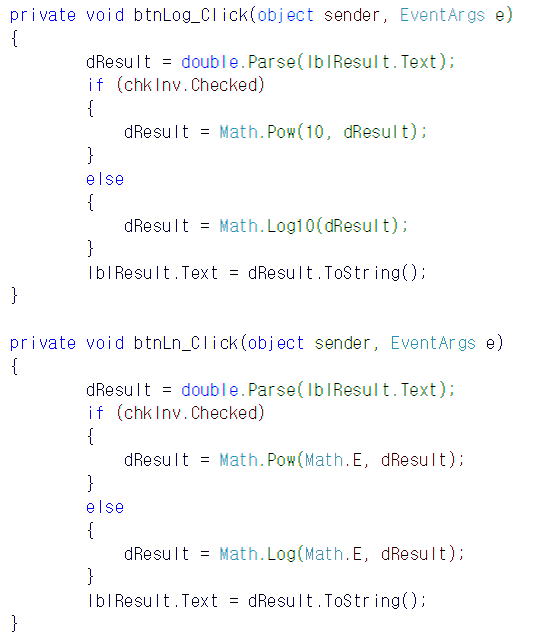 private void btnLog_Click(object sender, EventArgs e)
{
dResult = double.Parse(lblResult.Text);
if (chkInv.Checked)
{
dResult = Math.Pow(10, dResult);
}
else
{
dResult = Math.Log10(dResult);
}
lblResult.Text = dResult.ToString();
}
private void btnLn_Click(object sender, EventArgs e)
{
dResult = double.Parse(lblResult.Text);
if (chkInv.Checked)
{
dResult = Math.Pow(Math.E, dResult);
}
else
{
dResult = Math.Log(Math.E, dResult);
}
lblResult.Text = dResult.ToString();
}